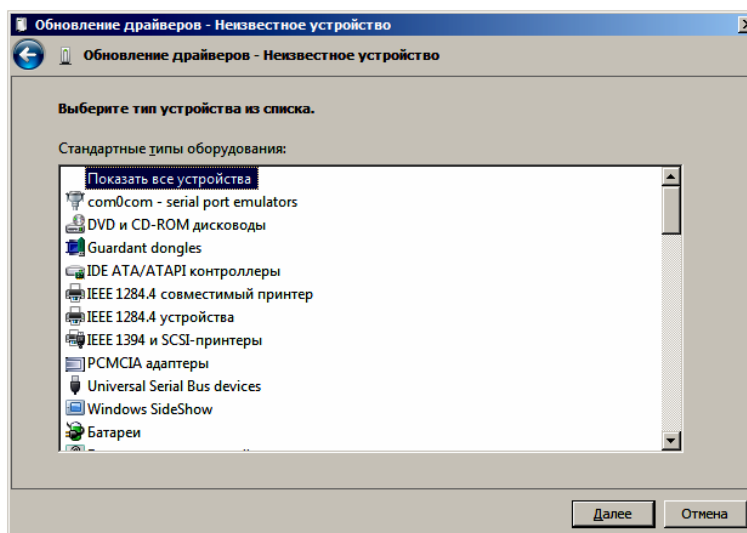 Обновление драйверов - Неизвестное устройство
Обновление драйверов - Неизвестное устройство
Выберите тип устройства из списка.
Стандартные типы оборудования:
Показать все устройства
com0com - serial port emulators
DVD и CD-ROM дисководы
Guardant dongles
IDE ATA/ATAPI контроллеры
IEEE 1284.4 совместимый принтер
IEEE 1284.4 устройства
IEEE 1394 и SCSI-принтеры
PCMCIA адаптеры
Universal Serial Bus devices
Windows SideShow
Батареи
Далее
Отмена